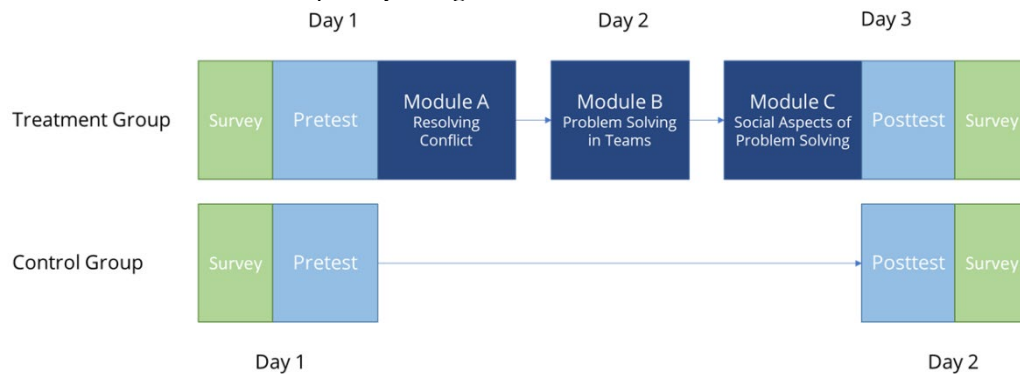 Day 1
Day 2
Day 3
Treatment Group
Survey
Pretest
Module A
Resolving
Conflict
Module B
Problem Solving
in Teams
Module C
Social Aspects of
Problem Solving
Posttest
Survey
Control Group
Survey
Pretest
Posttest
Survey
Day 1
Day 2